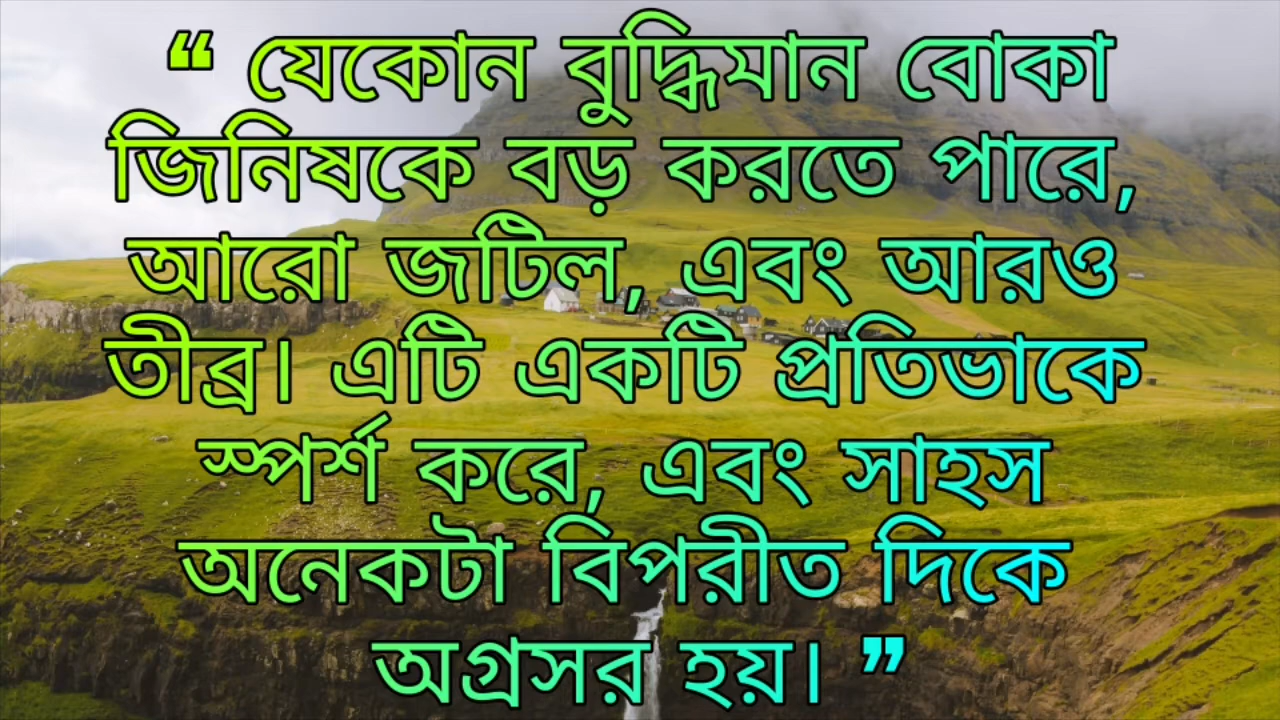 ❝ যেকোন বুদ্ধিমান বোকা
জিনিষকে বড় করতে পারে,
আরো জটিল, এবং আরও
তীব্র। এটি একটি প্রতিভাকে
স্পর্শ করে, এবং সাহস
অনেকটা বিপরীত দিকে
অগ্রসর হয়। ❞